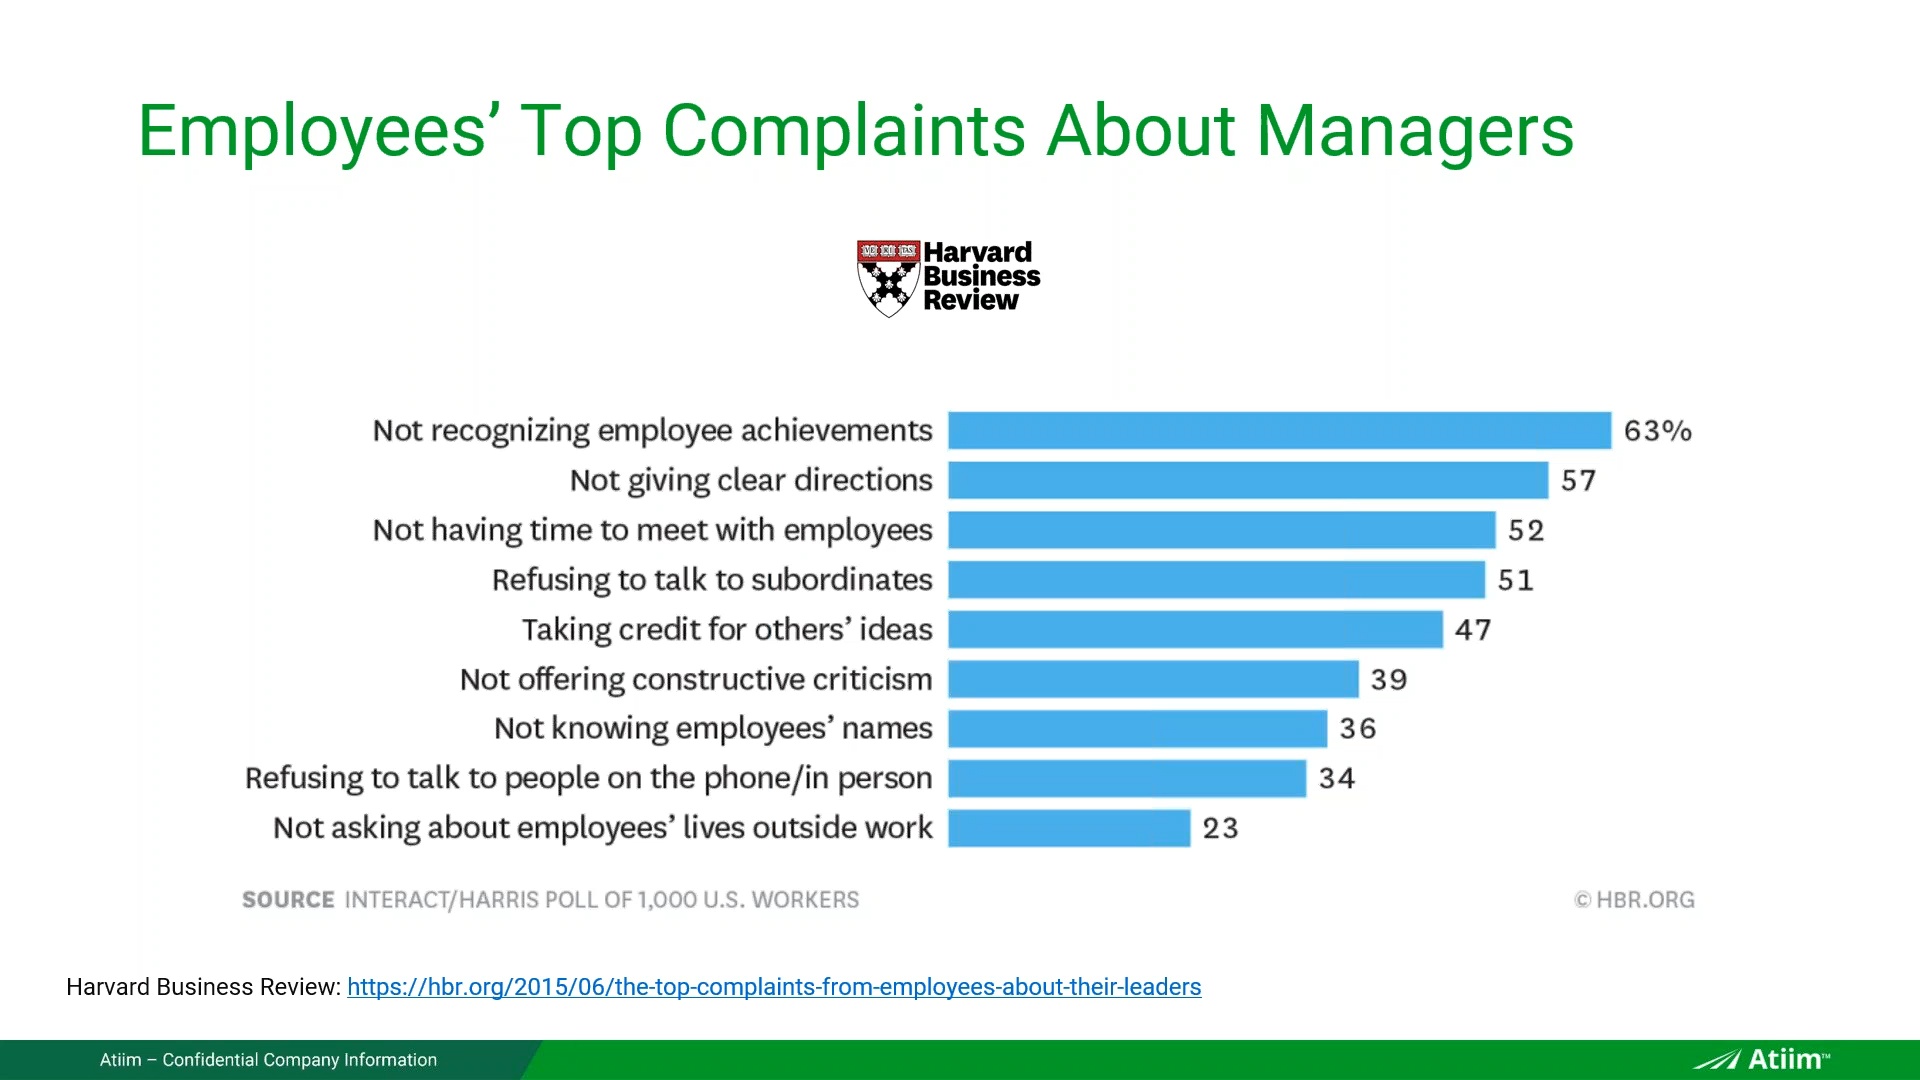 Employees’ Top Complaints About Managers
Harvard
Business
Review
Not recognizing employee achievements 63%
Not giving clear directions 57
Not having time to meet with employees 52
Refusing to talk to subordinates 51
Taking credit for others’ ideas 47
Not offering constructive criticism 39
Not knowing employees’ names 36
Refusing to talk to people on the phone/in person 34
Not asking about employees’ lives outside work 23
SOURCE INTERACT/HARRIS POLL OF 1,000 U.S. WORKERS © HBR.ORG
Harvard Business Review: https://hbr.org/2015/06/the-top-complaints-from-employees-about-their-leaders
Atiim – Confidential Company Information Atiim™